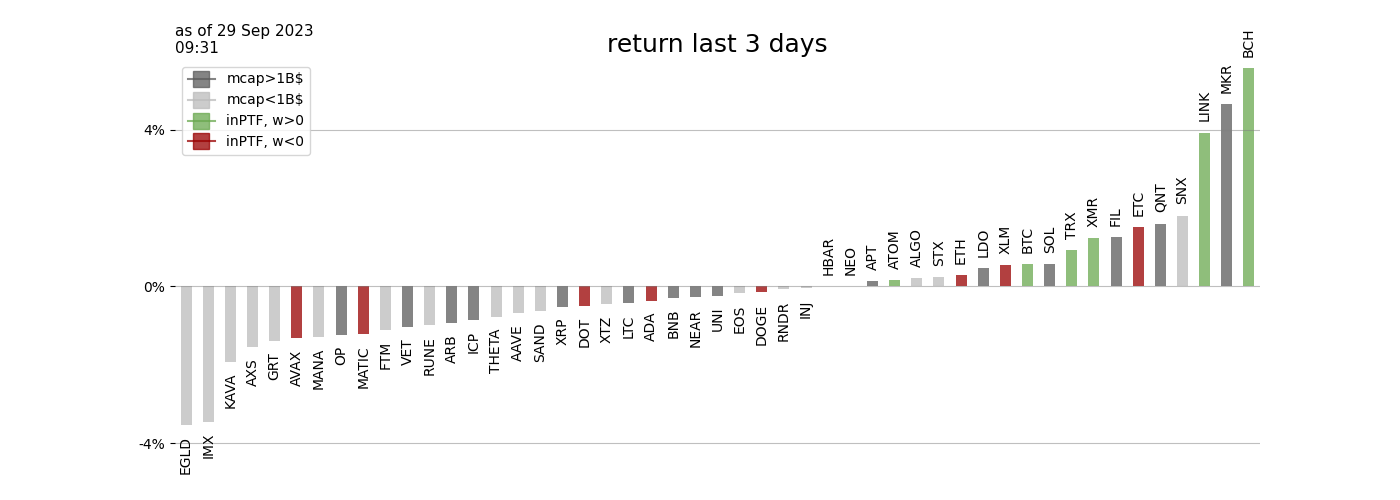 as of 29 Sep 2023
09:31
return last 3 days
mcap>1B$
mcap<1B$
inPTF, w>0
inPTF, w<0
4%
0%
-4%
EGLD
IMX
KAVA
AXS
GRT
AVAX
MANA
OP
MATIC
FTM
VET
RUNE
ARB
ICP
THETA
AAVE
SAND
XRP
DOT
XTZ
LTC
ADA
BNB
NEAR
UNI
EOS
DOGE
RNDR
INJ
HBAR
NEO
APT
ATOM
ALGO
STX
ETH
LDO
XLM
BTC
SOL
TRX
XMR
FIL
ETC
QNT
SNX
LINK
MKR
BCH